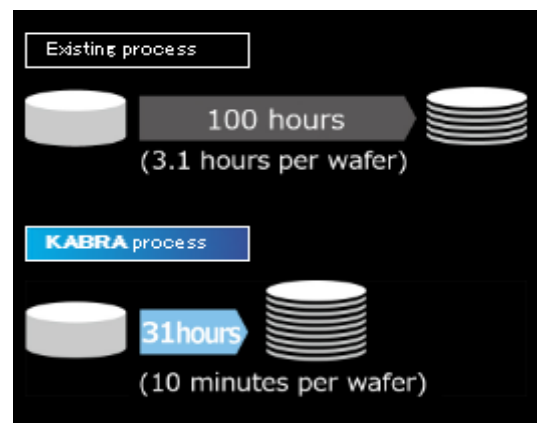 Existing process
100 hours
(3.1 hours per wafer)
KABRA process
31hours
(10 minutes per wafer)